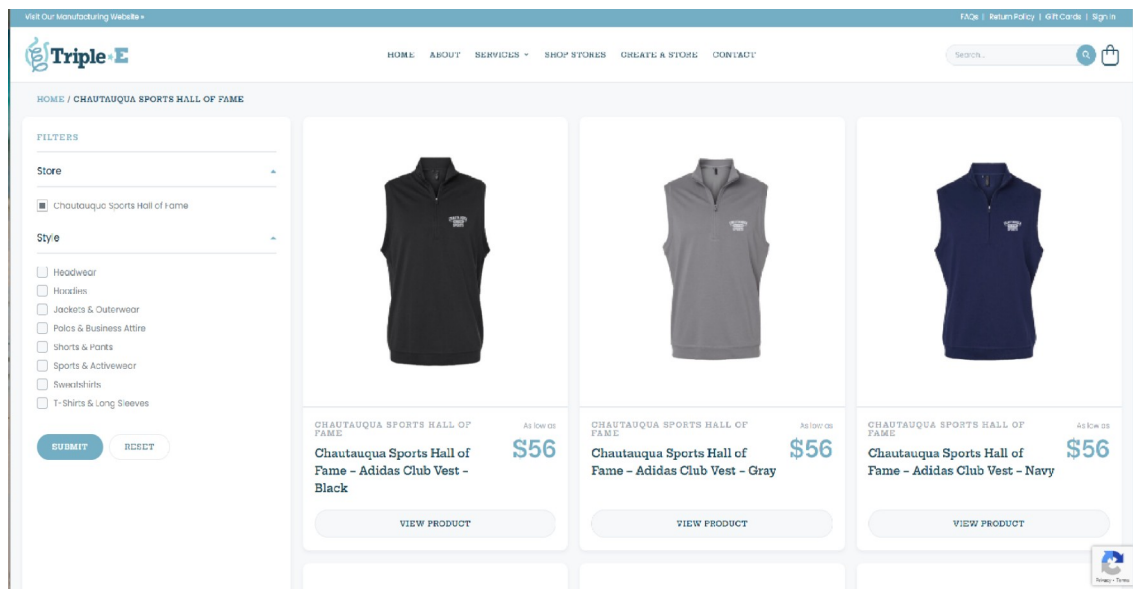 Visit Our Manufacturing Website »
FAQs | Return Policy | Gift Cards | Sign In
Triple-E
HOME ABOUT SERVICES SHOP STORES CREATE A STORE CONTACT
Search...
HOME / CHAUTAUQUA SPORTS HALL OF FAME
FILTERS
Store
Chautauqua Sports Hall of Fame
Style
Headwear
Hoodies
Jackets & Outerwear
Polos & Business Attire
Shorts & Pants
Sports & Activewear
Sweatshirts
T-Shirts & Long Sleeves
SUBMIT RESET
CHAUTAUQUA SPORTS HALL OF
FAME
As low as
$56
Chautauqua Sports Hall of
Fame – Adidas Club Vest –
Black
VIEW PRODUCT
CHAUTAUQUA SPORTS HALL OF
FAME
As low as
$56
Chautauqua Sports Hall of
Fame – Adidas Club Vest – Gray
VIEW PRODUCT
CHAUTAUQUA SPORTS HALL OF
FAME
As low as
$56
Chautauqua Sports Hall of
Fame – Adidas Club Vest – Navy
VIEW PRODUCT
Privacy - Terms